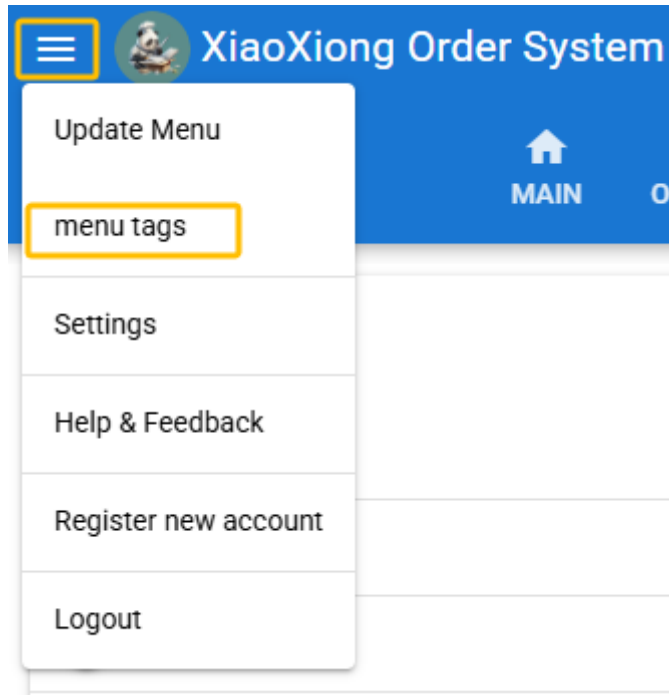 XiaoXiong Order System
Update Menu
MAIN
menu tags
Settings
Help & Feedback
Register new account
Logout